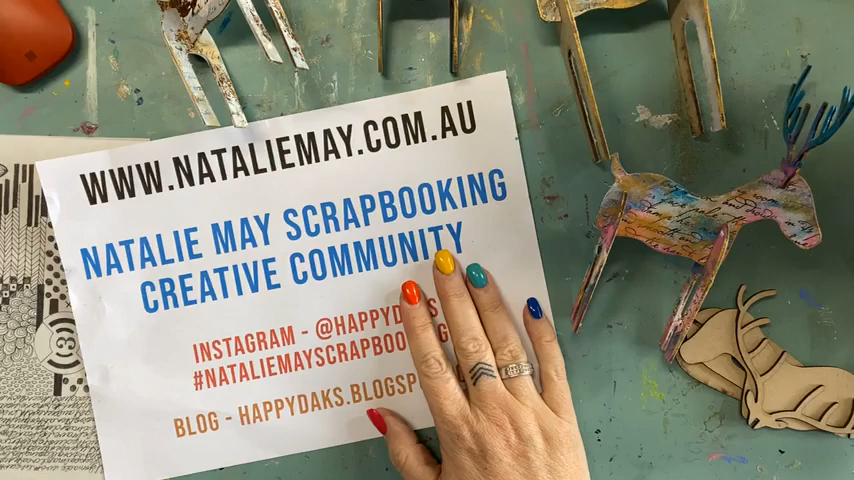 WWW.NATALIEMAY.COM.AU
NATALIE MAY SCRAPBOOKING
CREATIVE COMMUNITY
INSTAGRAM - @HAPPYDAKS
#NATALIEMAYSCRAPBOOKING
BLOG - HAPPYDAKS.BLOGSP